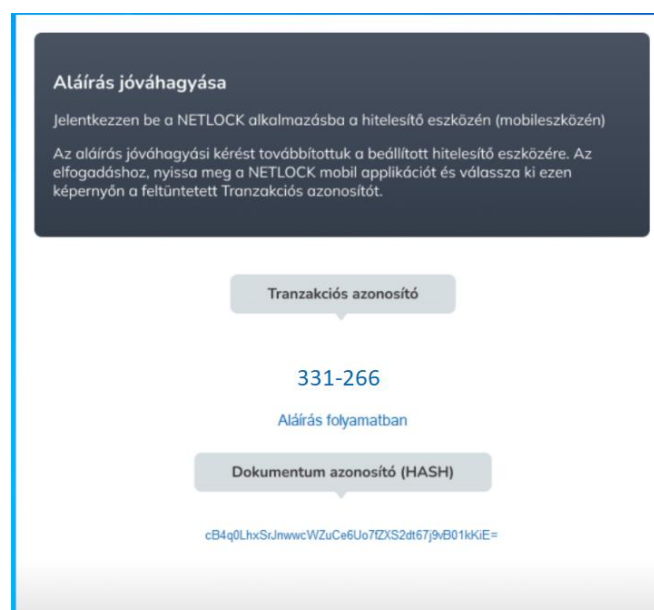 Aláírás jóváhagyása
Jelentkezzen be a NETLOCK alkalmazásba a hitelesítő eszközén (mobileszközén)
Az aláírás jóváhagyási kérést továbbítottuk a beállított hitelesítő eszközére. Az
elfogadáshoz, nyissa meg a NETLOCK mobil applikációt és válassza ki ezen
képernyőn a feltüntetett Tranzakciós azonosítót.
Tranzakciós azonosító
331-266
Aláírás folyamatban
Dokumentum azonosító (HASH)
cB4q0LhxSrJnwwcWZuCe6Uo7fZXS2dt67j9vB01kKiE=